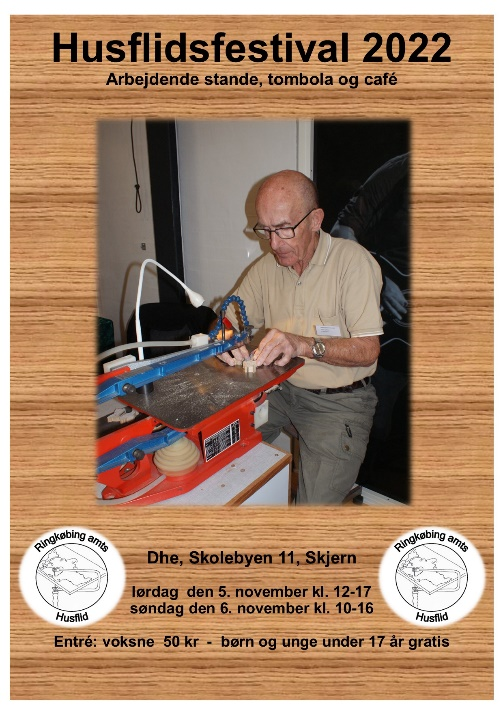 Husflidsfestival 2022
Arbejdende stande, tombola og café
Dhe, Skolebyen 11, Skjern
lørdag den 5. november kl. 12-17
søndag den 6. november kl. 10-16
Entré: voksne 50 kr - børn og unge under 17 år gratis
Ringkøbing amts
Husflid
Ringkøbing amts
Husflid